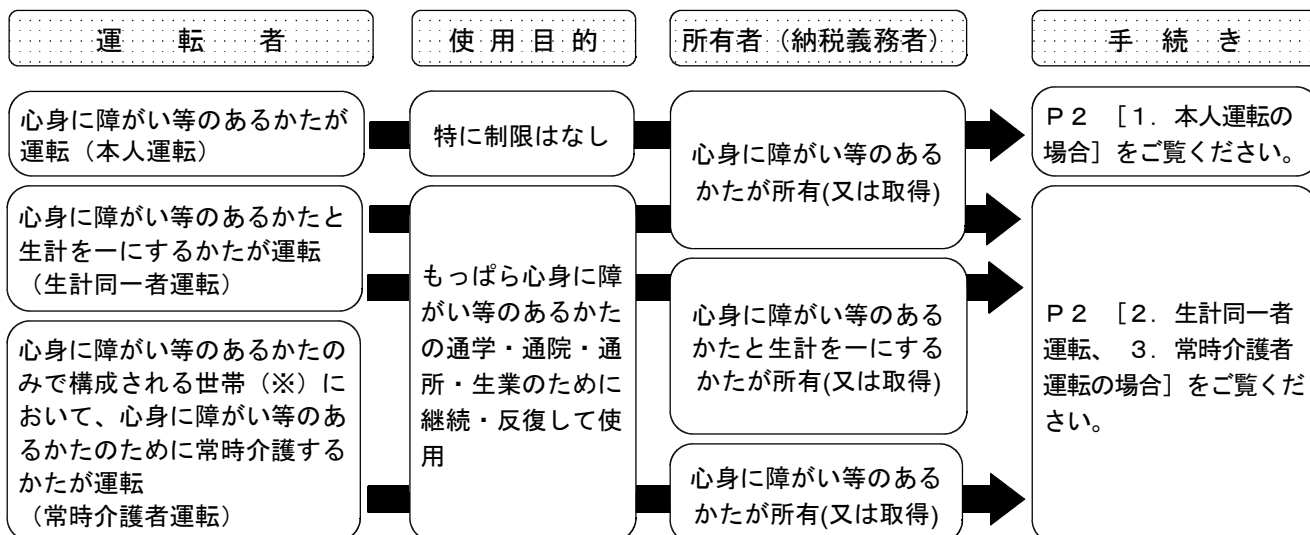 運転者
使用目的
所有者（納税義務者）
手続き
心身に障がい等のあるかたが
運転（本人運転）
特に制限はなし
心身に障がい等のある
かたが所有(又は取得)
Ｐ２　［１．本人運転の
場合］をご覧ください。
心身に障がい等のあるかたと
生計を一にするかたが運転
（生計同一者運転）
もっぱら心身に障
がい等のあるかた
の通学・通院・通
所・生業のために
継続・反復して使
用
心身に障がい等のある
かたと生計を一にする
かたが所有(又は取得)
Ｐ２　［２．生計同一者
運転、３．常時介護者
運転の場合］をご覧くだ
さい。
心身に障がい等のあるかたの
みで構成される世帯（※）に
おいて、心身に障がい等のあ
るかたのために常時介護する
かたが運転
（常時介護者運転）
心身に障がい等のある
かたが所有(又は取得)